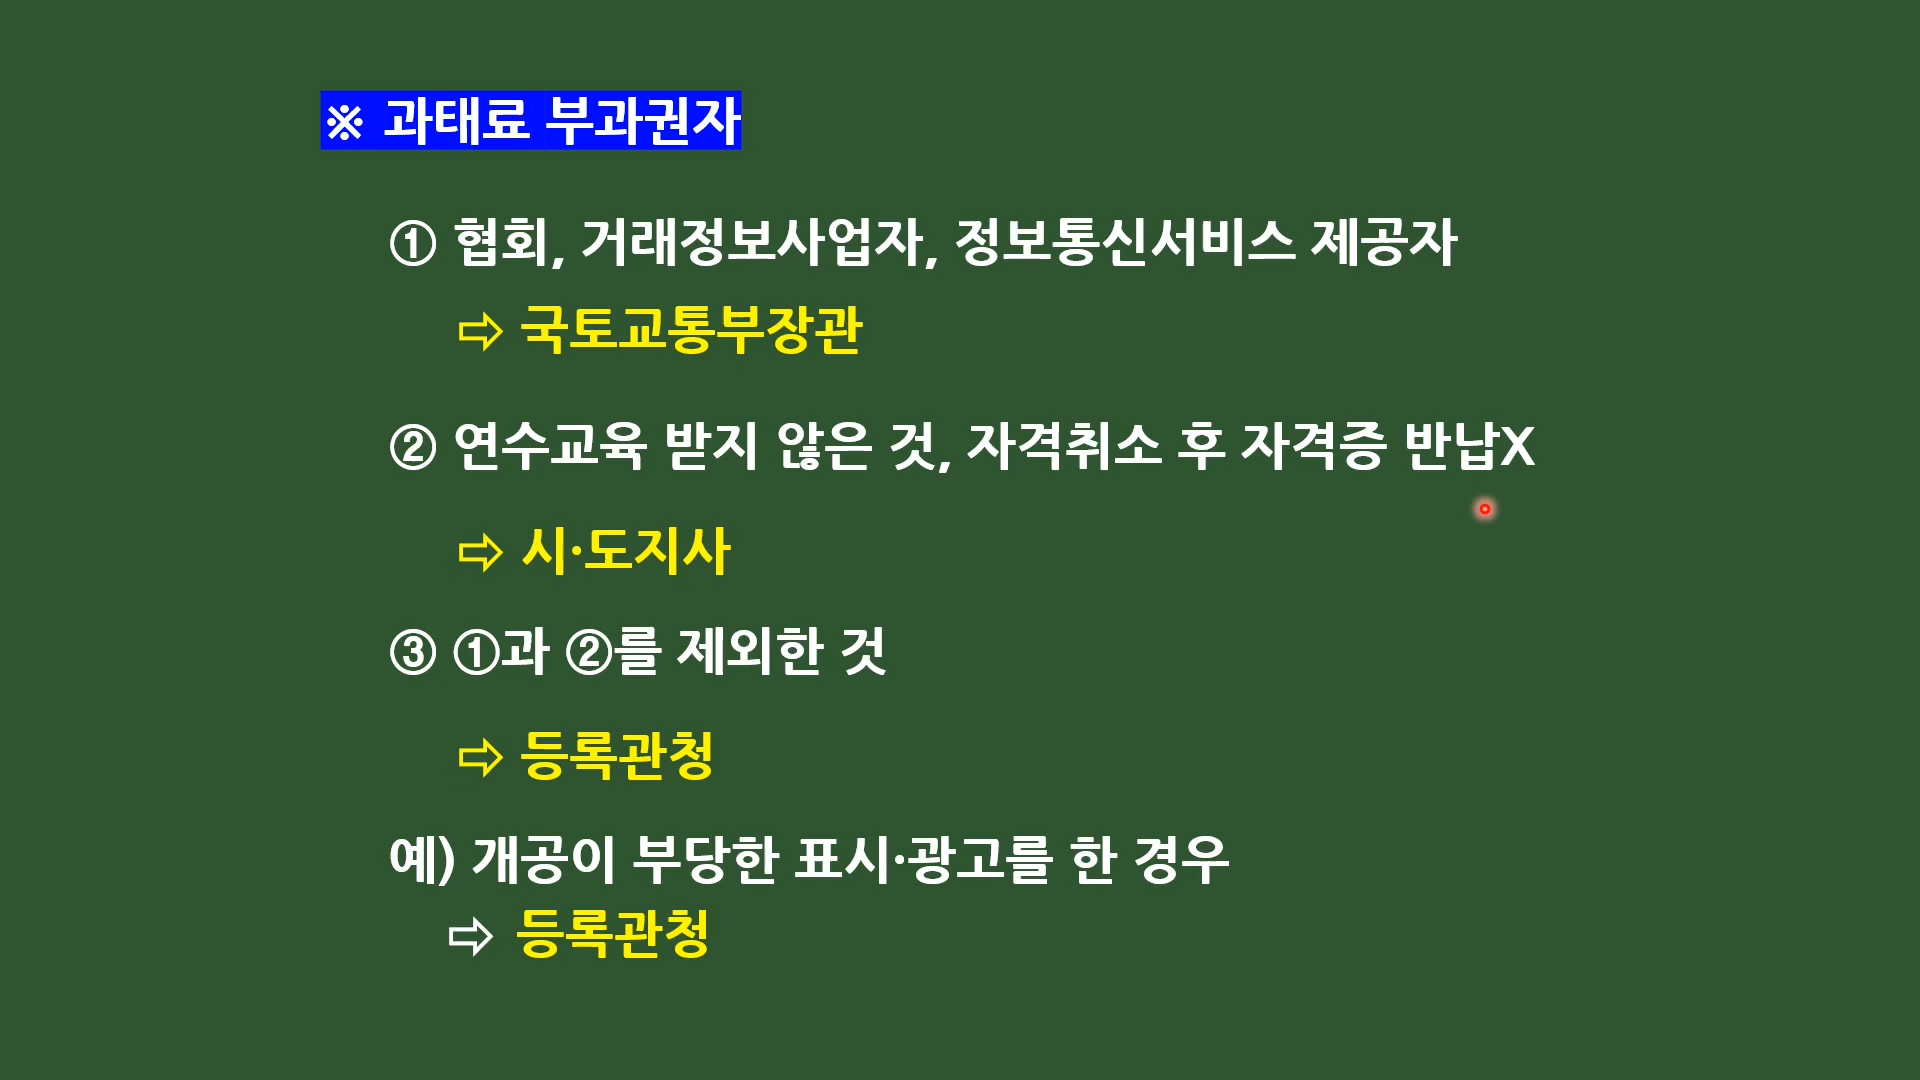 ※ 과태료 부과권자
① 협회, 거래정보사업자, 정보통신서비스 제공자
⇨ 국토교통부장관
② 연수교육 받지 않은 것, 자격취소 후 자격증 반납X
⇨ 시·도지사
③ ①과 ②를 제외한 것
⇨ 등록관청
예) 개공이 부당한 표시·광고를 한 경우
⇨ 등록관청